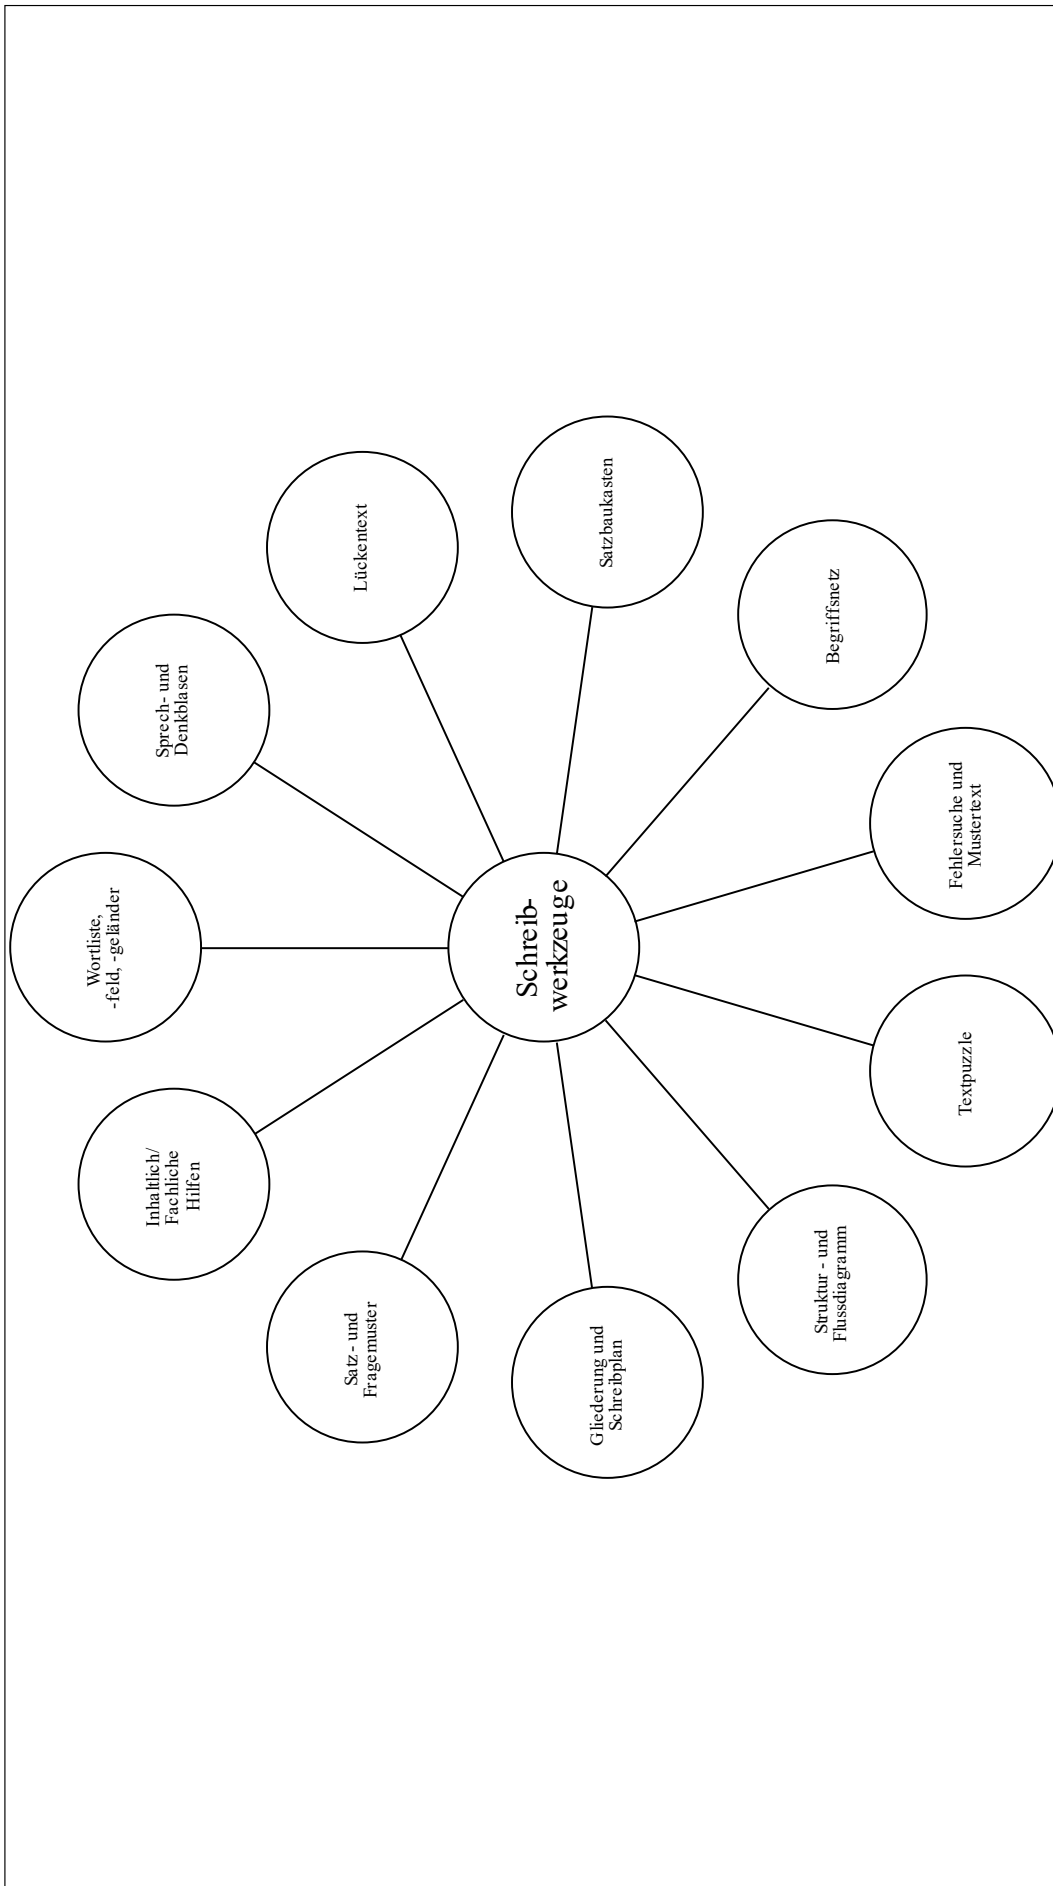 Schreib-
werkzeuge
Wortliste,
-feld, -geländer
Sprech- und
Denkblasen
Lückentext
Satzbaukasten
Begriffsnetz
Fehlersuche und
Mustertext
Textpuzzle
Struktur - und
Flussdiagramm
Gliederung und
Schreibplan
Satz- und
Fragemuster
Inhaltlich/
Fachliche
Hilfen